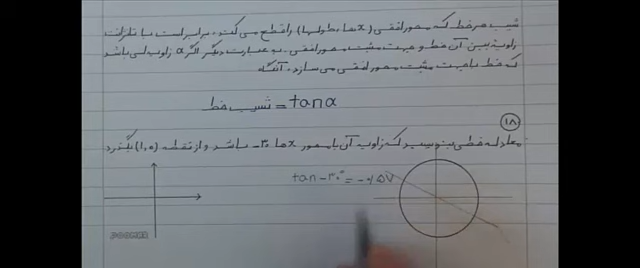 شیب هر خط که محور افقی (xها، طولها) را قطع می‌کند، برابر است با تانژانت
زاویهٔ بین آن خط و جهت مثبت محور افقی. به عبارت دیگر اگر α زاویه ای باشد
که خط با جهت مثبت محور افقی می سازد، آنگاه
شیب خط = tanα
۱۸
معادله خطی بنویسید که زاویه آن با محور xها ۳۰- باشد و از نقطه (۱,۰) بگذرد
tan-۳۰° = -۰/۵۷